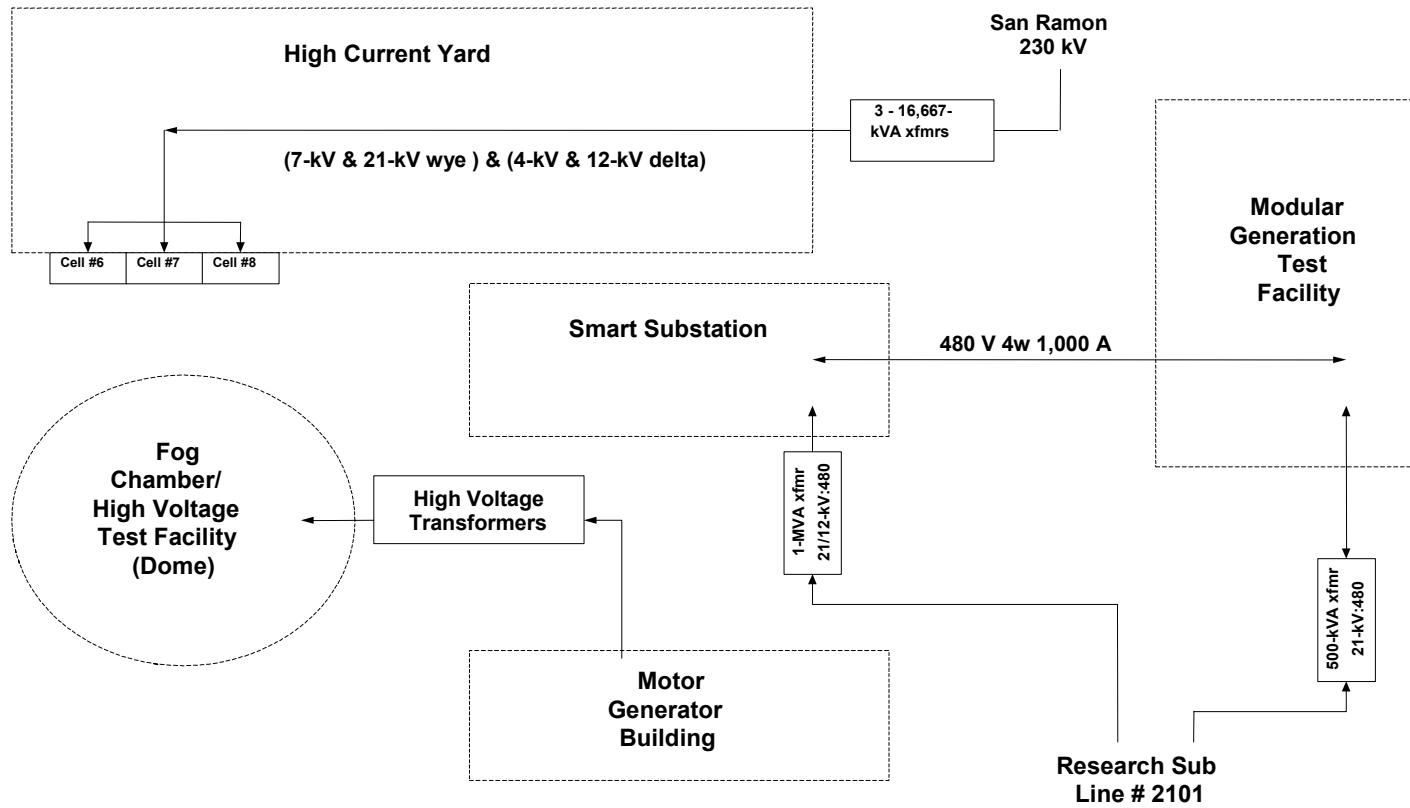 San Ramon
230 kV
High Current Yard
3 - 16,667-
kVA xfmrs
(7-kV & 21-kV wye ) & (4-kV & 12-kV delta)
Cell #6
Cell #7
Cell #8
Modular
Generation
Test
Facility
Smart Substation
480 V 4w 1,000 A
Fog
Chamber/
High Voltage
Test Facility
(Dome)
High Voltage
Transformers
1-MVA xfmr
21/12-kV:480
500-kVA xfmr
21-kV:480
Motor
Generator
Building
Research Sub
Line # 2101